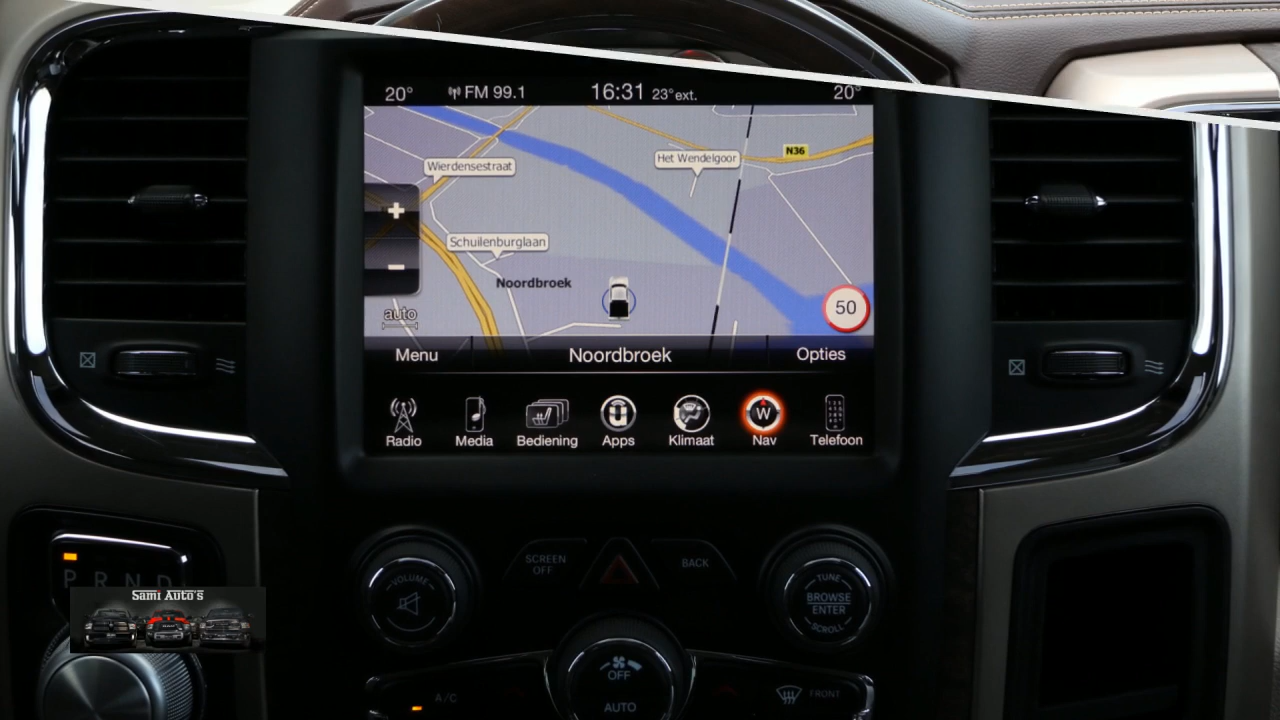 20° FM 99.1 16:31 23°ext. 20°
N36
Wierdensestraat Het Wendelgoor
+
Schuilenburglaan
-
Noordbroek
50
auto
Menu Noordbroek Opties
W
Radio Media Bediening Apps Klimaat Nav Telefoon
SCREEN OFF
BACK
VOLUME
TUNE
BROWSE
ENTER
SCROLL
P R N D
Sami Auto's
OFF
AUTO
A/C
FRONT